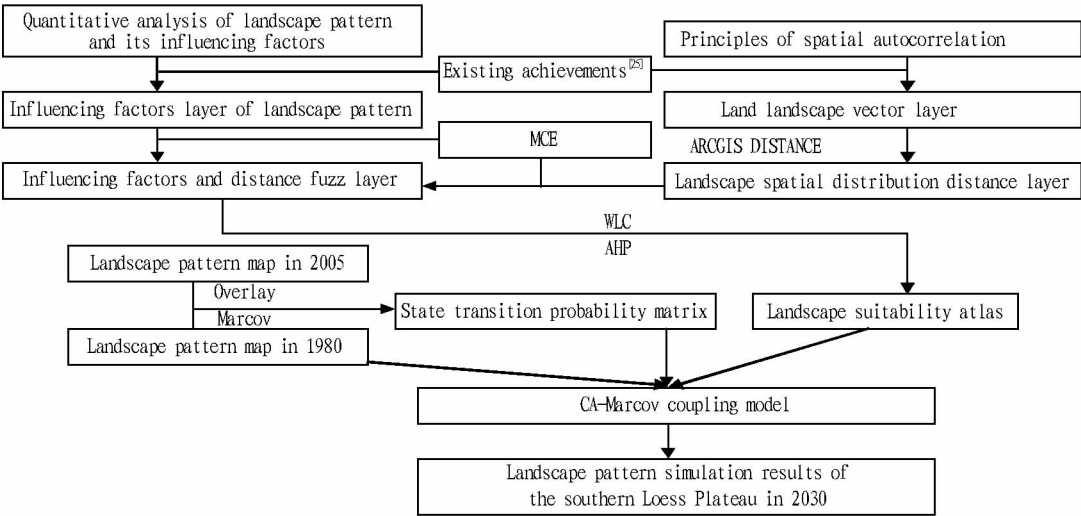 Quantitative analysis of landscape pattern
and its influencing factors
Principles of spatial autocorrelation
Existing achievements[25]
Influencing factors layer of landscape pattern
Land landscape vector layer
MCE
ARCGIS DISTANCE
Influencing factors and distance fuzz layer
Landscape spatial distribution distance layer
WLC
AHP
Landscape pattern map in 2005
Overlay
Marcov
State transition probability matrix
Landscape suitability atlas
Landscape pattern map in 1980
CA-Marcov coupling model
Landscape pattern simulation results of
the southern Loess Plateau in 2030